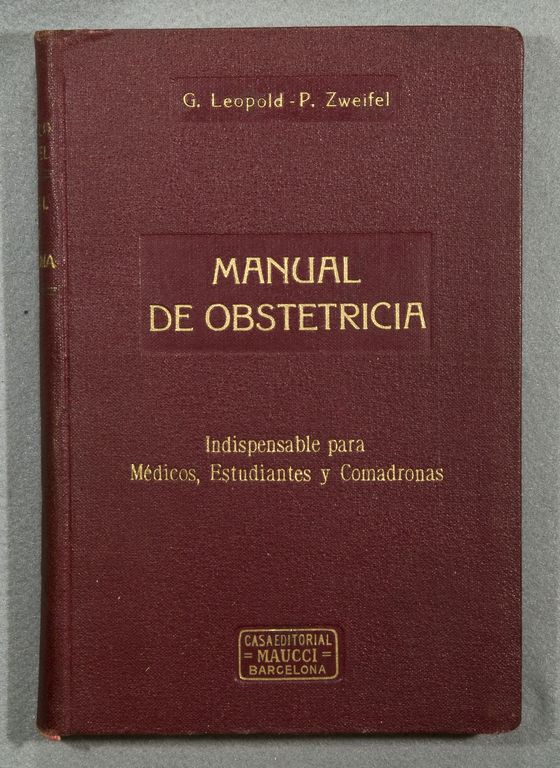 G. Leopold - P. Zweifel
MANUAL
DE OBSTETRICIA
Indispensable para
Médicos, Estudiantes y Comadronas
CASA EDITORIAL
= MAUCCI =
BARCELONA